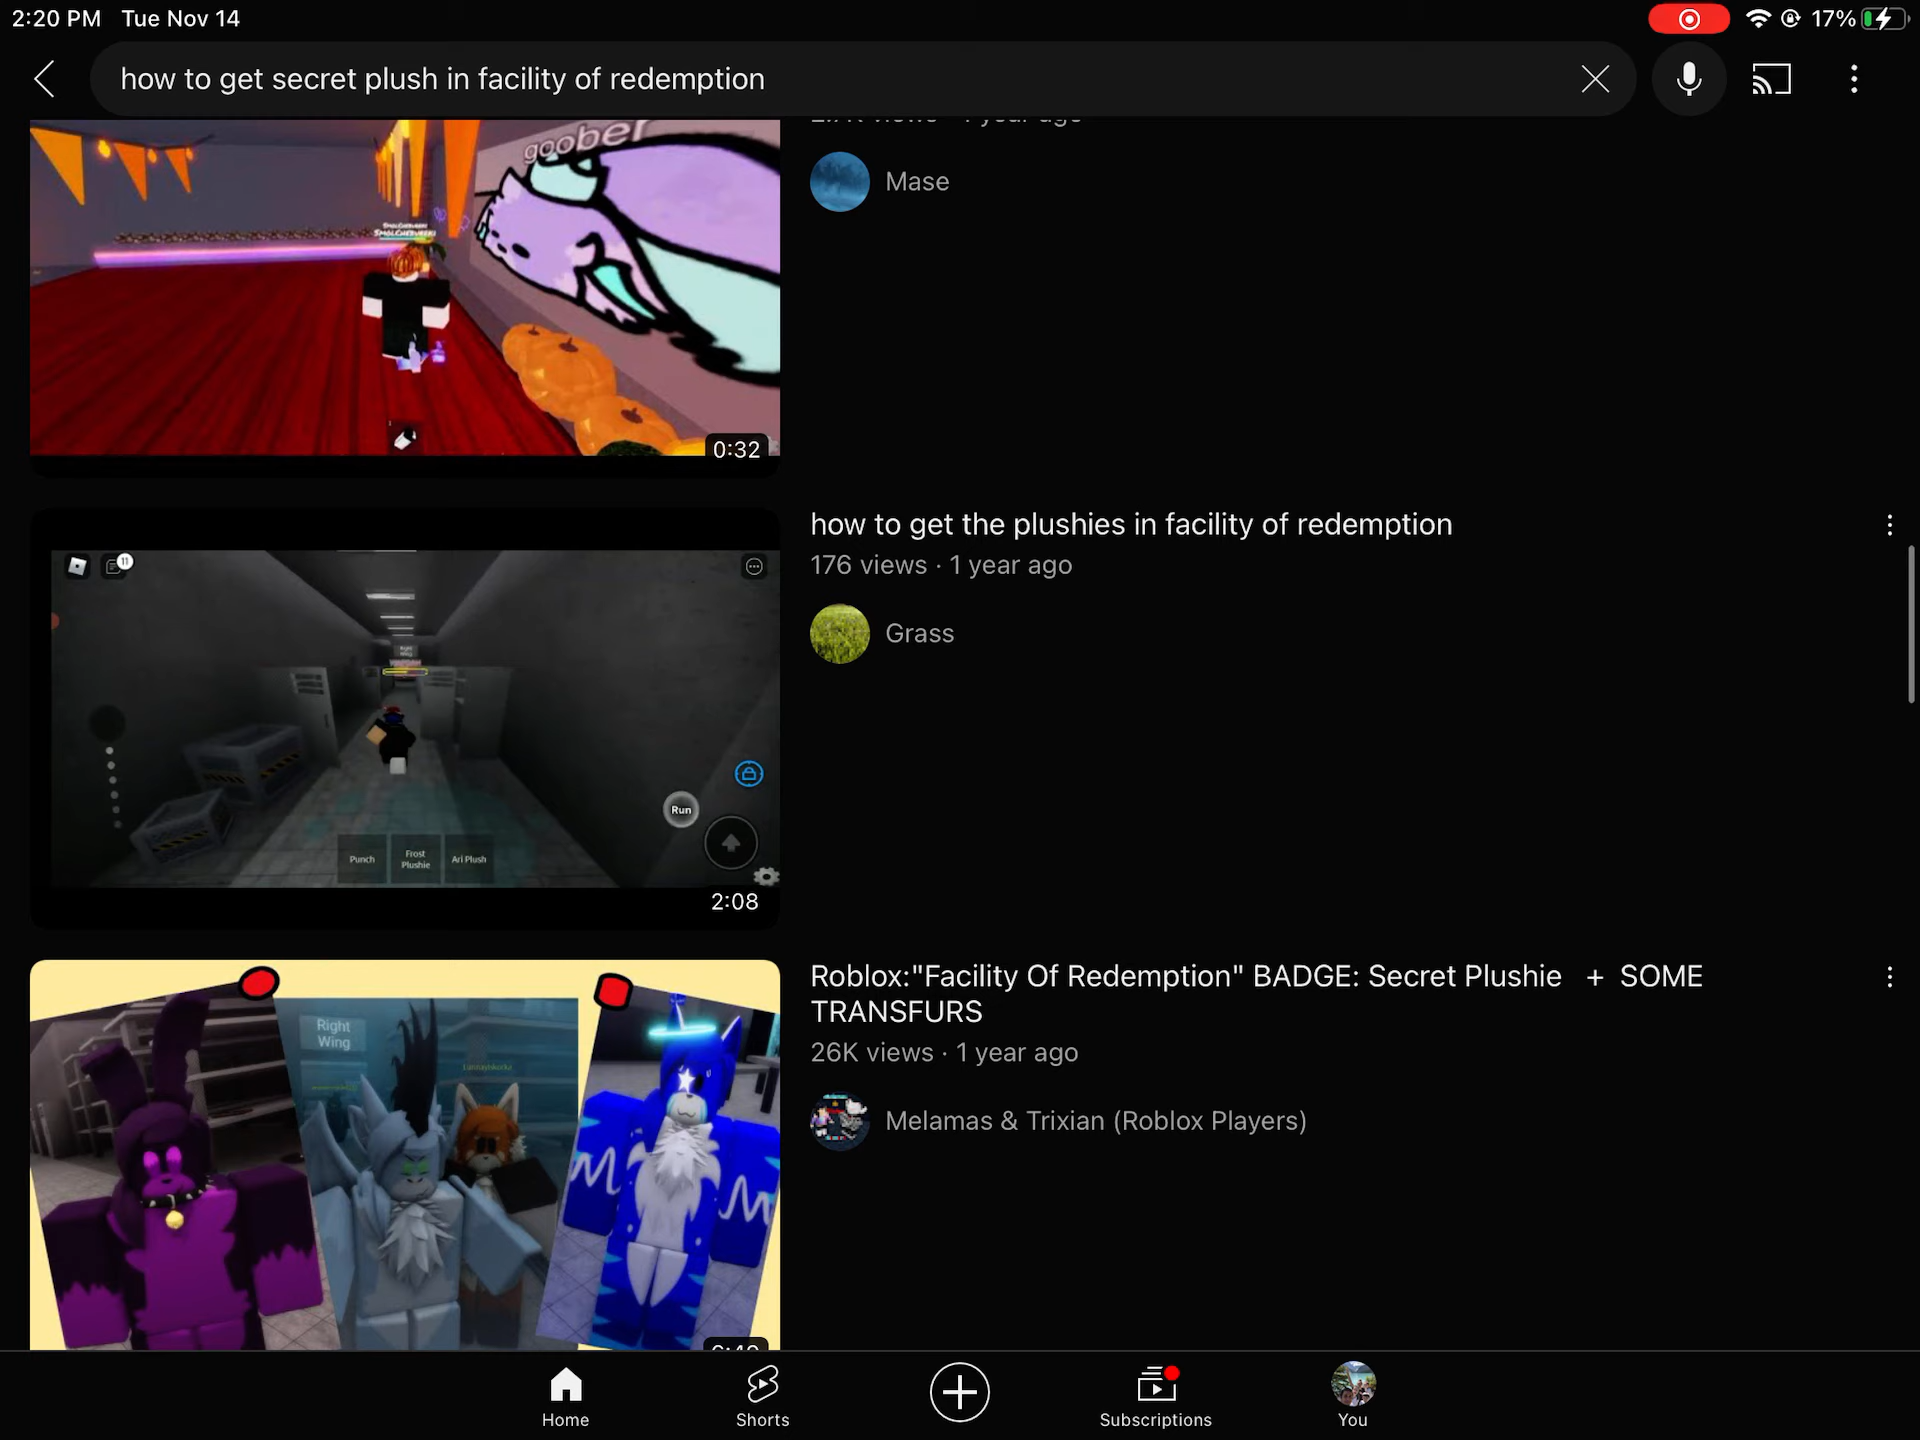 2:20 PM Tue Nov 14
17%
how to get secret plush in facility of redemption
goober
Mase
0:32
how to get the plushies in facility of redemption
176 views · 1 year ago
Grass
11
Right
Wing
Run
Punch
Frost
Plushie
Ari Plush
2:08
Roblox:"Facility Of Redemption" BADGE: Secret Plushie + SOME
TRANSFURS
26K views · 1 year ago
Melamas & Trixian (Roblox Players)
Right
Wing
Home
Shorts
Subscriptions
You